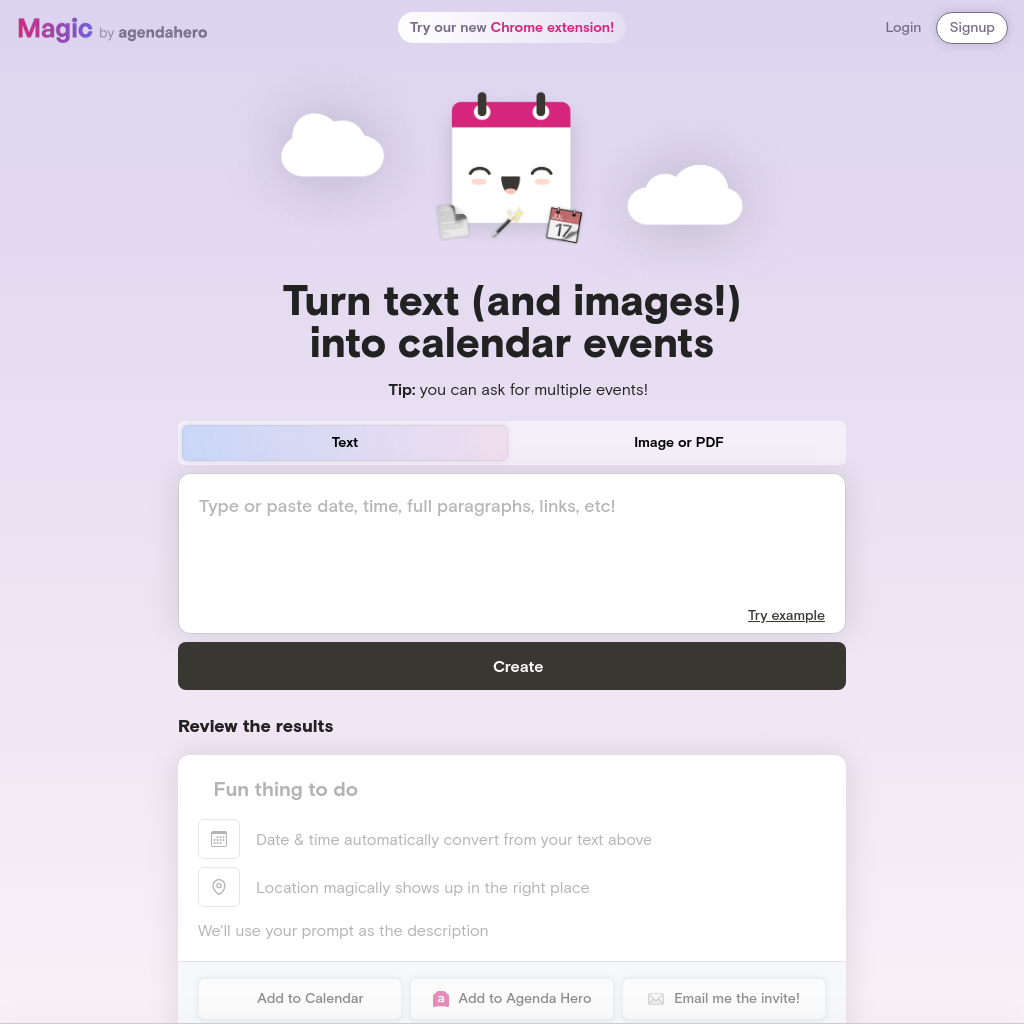 Magic by agendahero
Try our new Chrome extension!
Login
Signup
17
Turn text (and images!)
into calendar events
Tip: you can ask for multiple events!
Text
Image or PDF
Type or paste date, time, full paragraphs, links, etc!
Try example
Create
Review the results
Fun thing to do
Date & time automatically convert from your text above
Location magically shows up in the right place
We'll use your prompt as the description
Add to Calendar
a Add to Agenda Hero
Email me the invite!